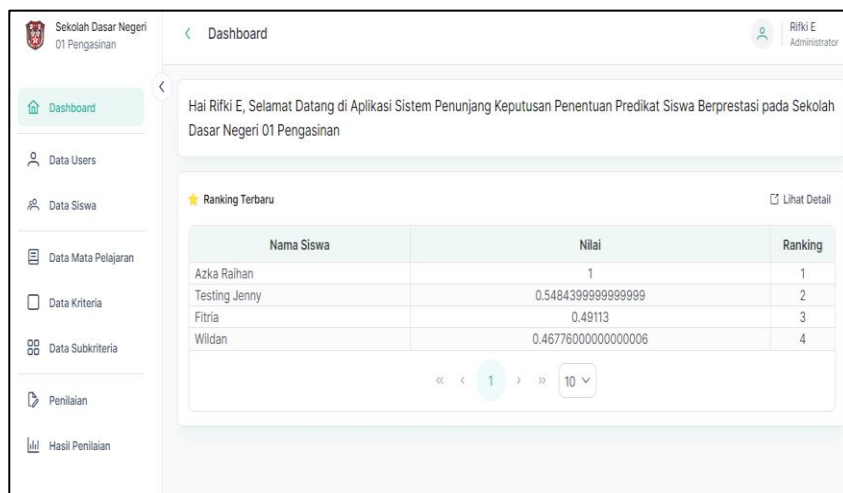 Sekolah Dasar Negeri
01 Pengasinan
Dashboard
Rifki E
Administrator
Dashboard
Data Users
Data Siswa
Data Mata Pelajaran
Data Kriteria
Data Subkriteria
Penilaian
Hasil Penilaian
Hai Rifki E, Selamat Datang di Aplikasi Sistem Penunjang Keputusan Penentuan Predikat Siswa Berprestasi pada Sekolah
Dasar Negeri 01 Pengasinan
Ranking Terbaru
Lihat Detail
Nama Siswa Nilai Ranking
Azka Raihan 1 1
Testing Jenny 0.5484399999999999 2
Fitria 0.49113 3
Wildan 0.46776000000000006 4
« ‹ 1 › » 10